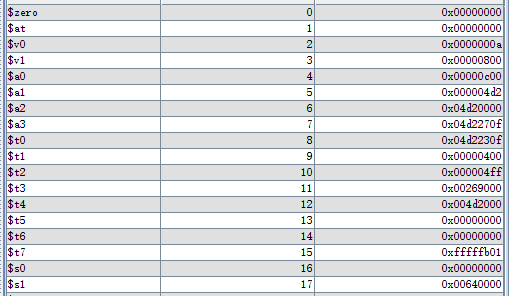 $zero 0 0x00000000
$at 1 0x00000000
$v0 2 0x0000000a
$v1 3 0x00000800
$a0 4 0x00000c00
$a1 5 0x000004d2
$a2 6 0x04d20000
$a3 7 0x04d2270f
$t0 8 0x04d2230f
$t1 9 0x00000400
$t2 10 0x000004ff
$t3 11 0x00269000
$t4 12 0x004d2000
$t5 13 0x00000000
$t6 14 0x00000000
$t7 15 0xfffffb01
$s0 16 0x00000000
$s1 17 0x00640000